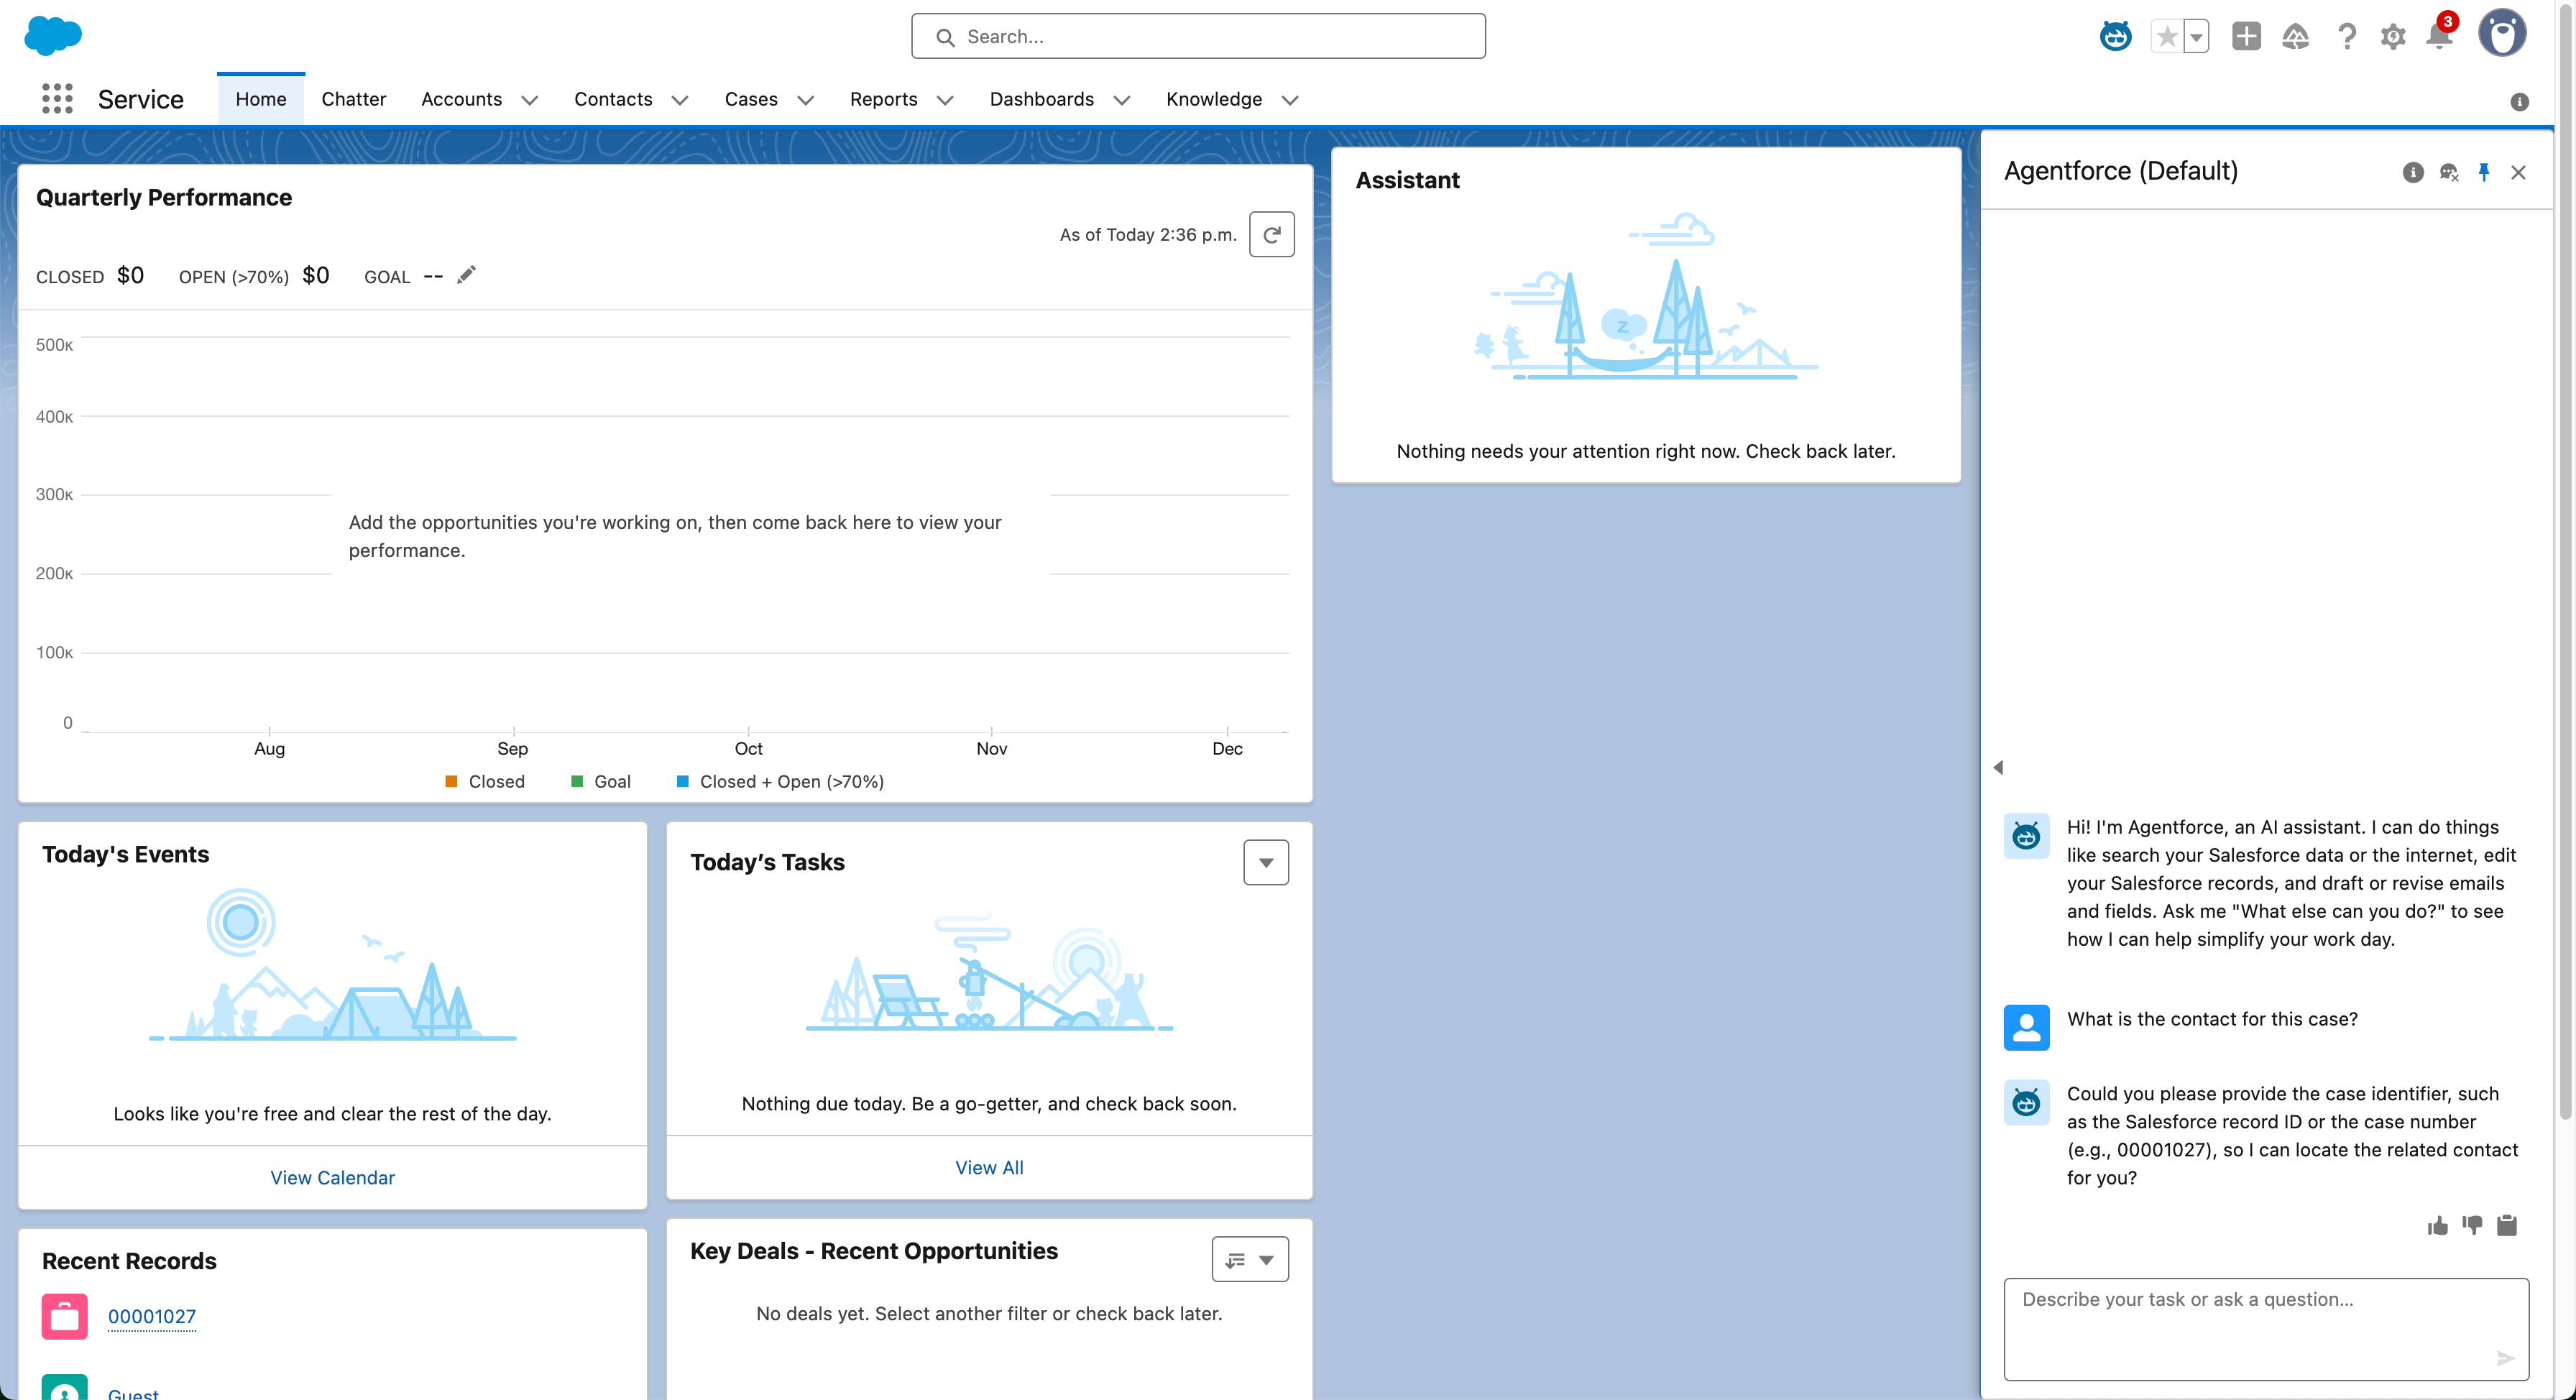 Search...
3
Service
Home
Chatter
Accounts
Contacts
Cases
Reports
Dashboards
Knowledge
Quarterly Performance
As of Today 2:36 p.m.
CLOSED $0 OPEN (>70%) $0 GOAL --
500K
400K
300K
200K
100K
0
Add the opportunities you're working on, then come back here to view your
performance.
Aug Sep Oct Nov Dec
Closed Goal Closed + Open (>70%)
Assistant
z
Nothing needs your attention right now. Check back later.
Today's Events
Looks like you're free and clear the rest of the day.
View Calendar
Today’s Tasks
Nothing due today. Be a go-getter, and check back soon.
View All
Recent Records
00001027
Guest
Key Deals - Recent Opportunities
No deals yet. Select another filter or check back later.
Agentforce (Default)
Hi! I'm Agentforce, an AI assistant. I can do things
like search your Salesforce data or the internet, edit
your Salesforce records, and draft or revise emails
and fields. Ask me "What else can you do?" to see
how I can help simplify your work day.
What is the contact for this case?
Could you please provide the case identifier, such
as the Salesforce record ID or the case number
(e.g., 00001027), so I can locate the related contact
for you?
Describe your task or ask a question...